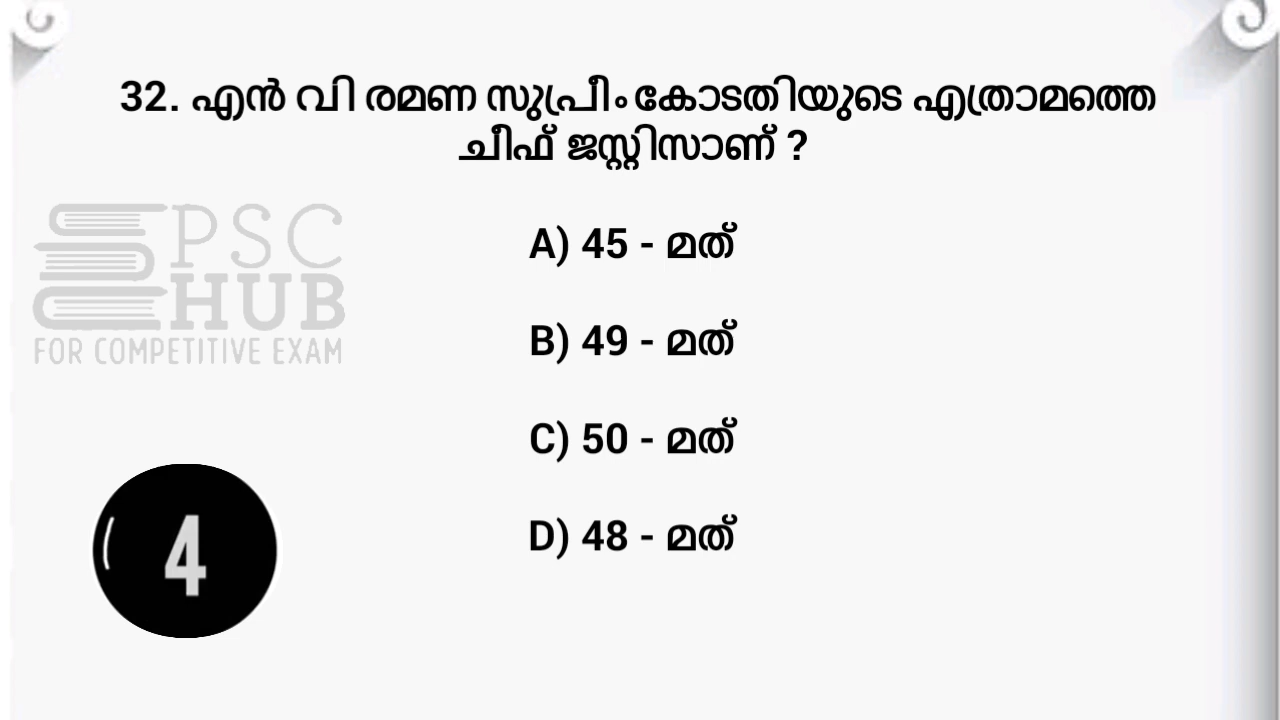 32. എൻ വി രമണ സുപ്രീം കോടതിയുടെ എത്രാമത്തെ
ചീഫ് ജസ്റ്റിസാണ് ?
A) 45 - മത്
PSC
HUB
FOR COMPETITIVE EXAM
B) 49 - മത്
C) 50 - മത്
D) 48 - മത്
4